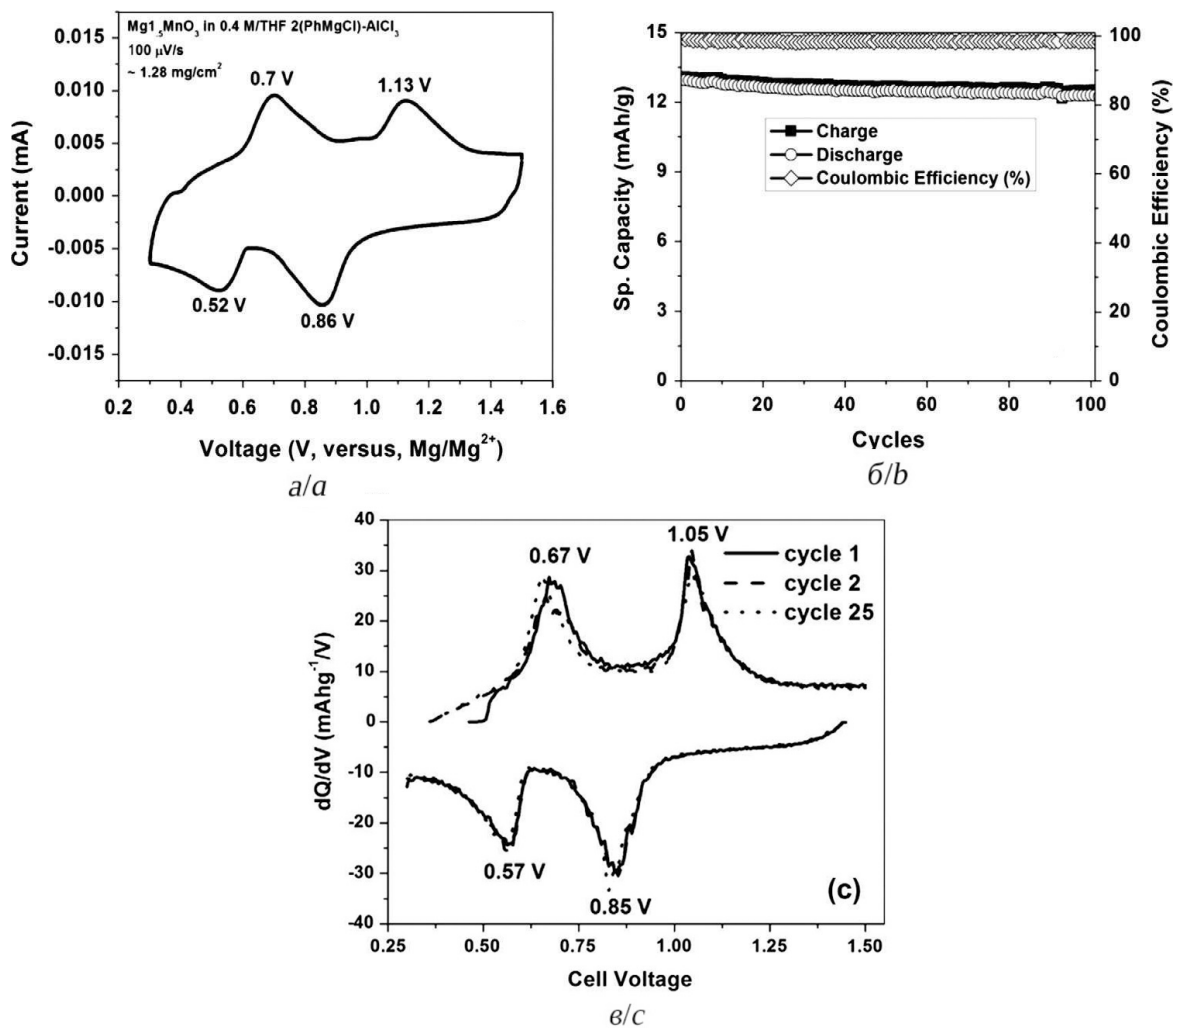 Mg1.5MnO3 in 0.4 M/THF 2(PhMgCl)-AlCl3
100 μV/s
~ 1.28 mg/cm2
0.7 V
1.13 V
0.52 V
0.86 V
0.015
0.010
0.005
0.000
-0.005
-0.010
-0.015
Current (mA)
0.2 0.4 0.6 0.8 1.0 1.2 1.4 1.6
Voltage (V, versus, Mg/Mg2+)
а/a
15
12
9
6
3
0
Sp. Capacity (mAh/g)
Charge
Discharge
Coulombic Efficiency (%)
100
80
60
40
20
0
Coulombic Efficiency (%)
0 20 40 60 80 100
Cycles
б/b
40
30
20
10
0
-10
-20
-30
-40
dQ/dV (mAhg-1/V)
0.67 V
1.05 V
cycle 1
cycle 2
cycle 25
0.57 V
0.85 V
(c)
0.25 0.50 0.75 1.00 1.25 1.50
Cell Voltage
в/c